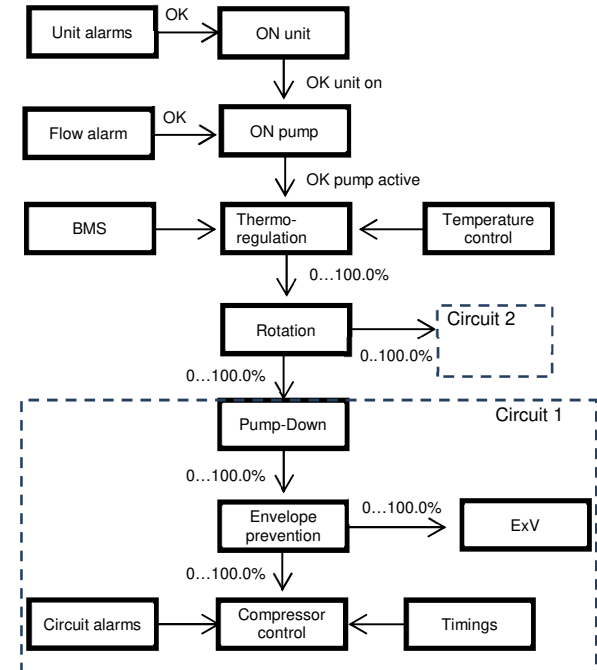 Unit alarms
OK
ON unit
OK unit on
Flow alarm
OK
ON pump
OK pump active
BMS
Thermo-
regulation
Temperature
control
0…100.0%
Rotation
0..100.0%
Circuit 2
0…100.0%
Circuit 1
Pump-Down
0…100.0%
Envelope
prevention
0…100.0%
ExV
0…100.0%
Circuit alarms
Compressor
control
Timings